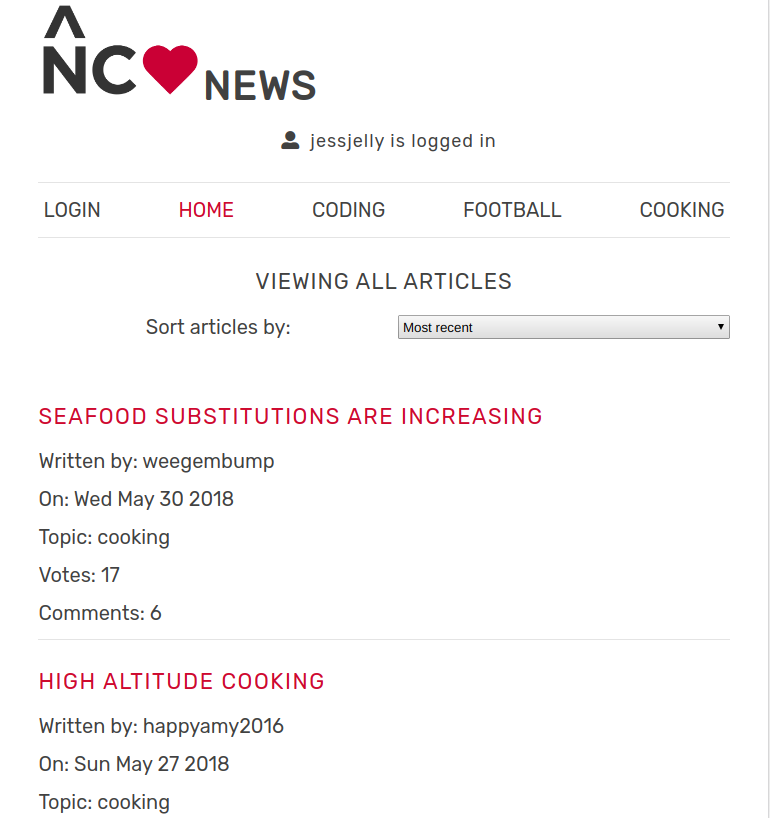 NC NEWS
jessjelly is logged in
LOGIN HOME CODING FOOTBALL COOKING
VIEWING ALL ARTICLES
Sort articles by: Most recent
SEAFOOD SUBSTITUTIONS ARE INCREASING
Written by: weegembump
On: Wed May 30 2018
Topic: cooking
Votes: 17
Comments: 6
HIGH ALTITUDE COOKING
Written by: happyamy2016
On: Sun May 27 2018
Topic: cooking